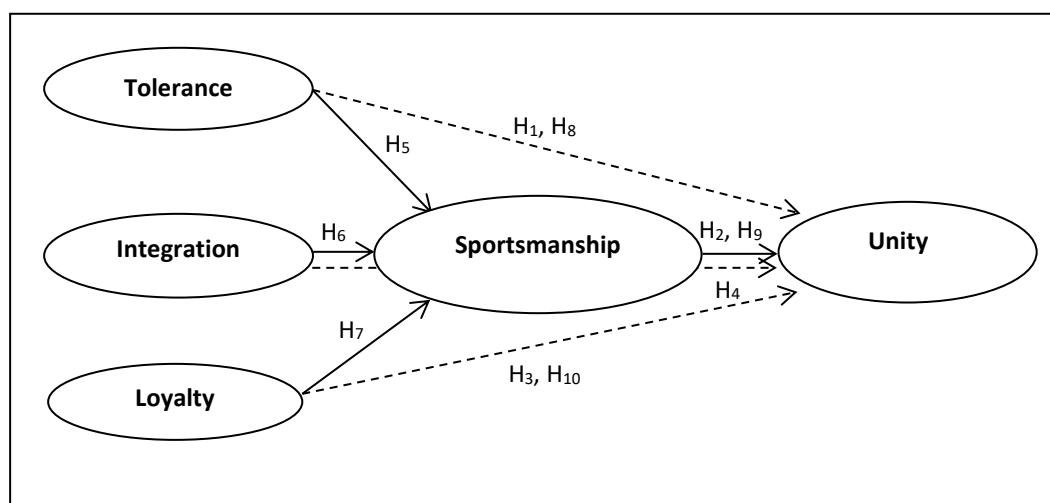 Tolerance
H₁, H₈
H₅
Integration
H₆
Sportsmanship
H₂, H₉
Unity
H₄
H₇
Loyalty
H₃, H₁₀